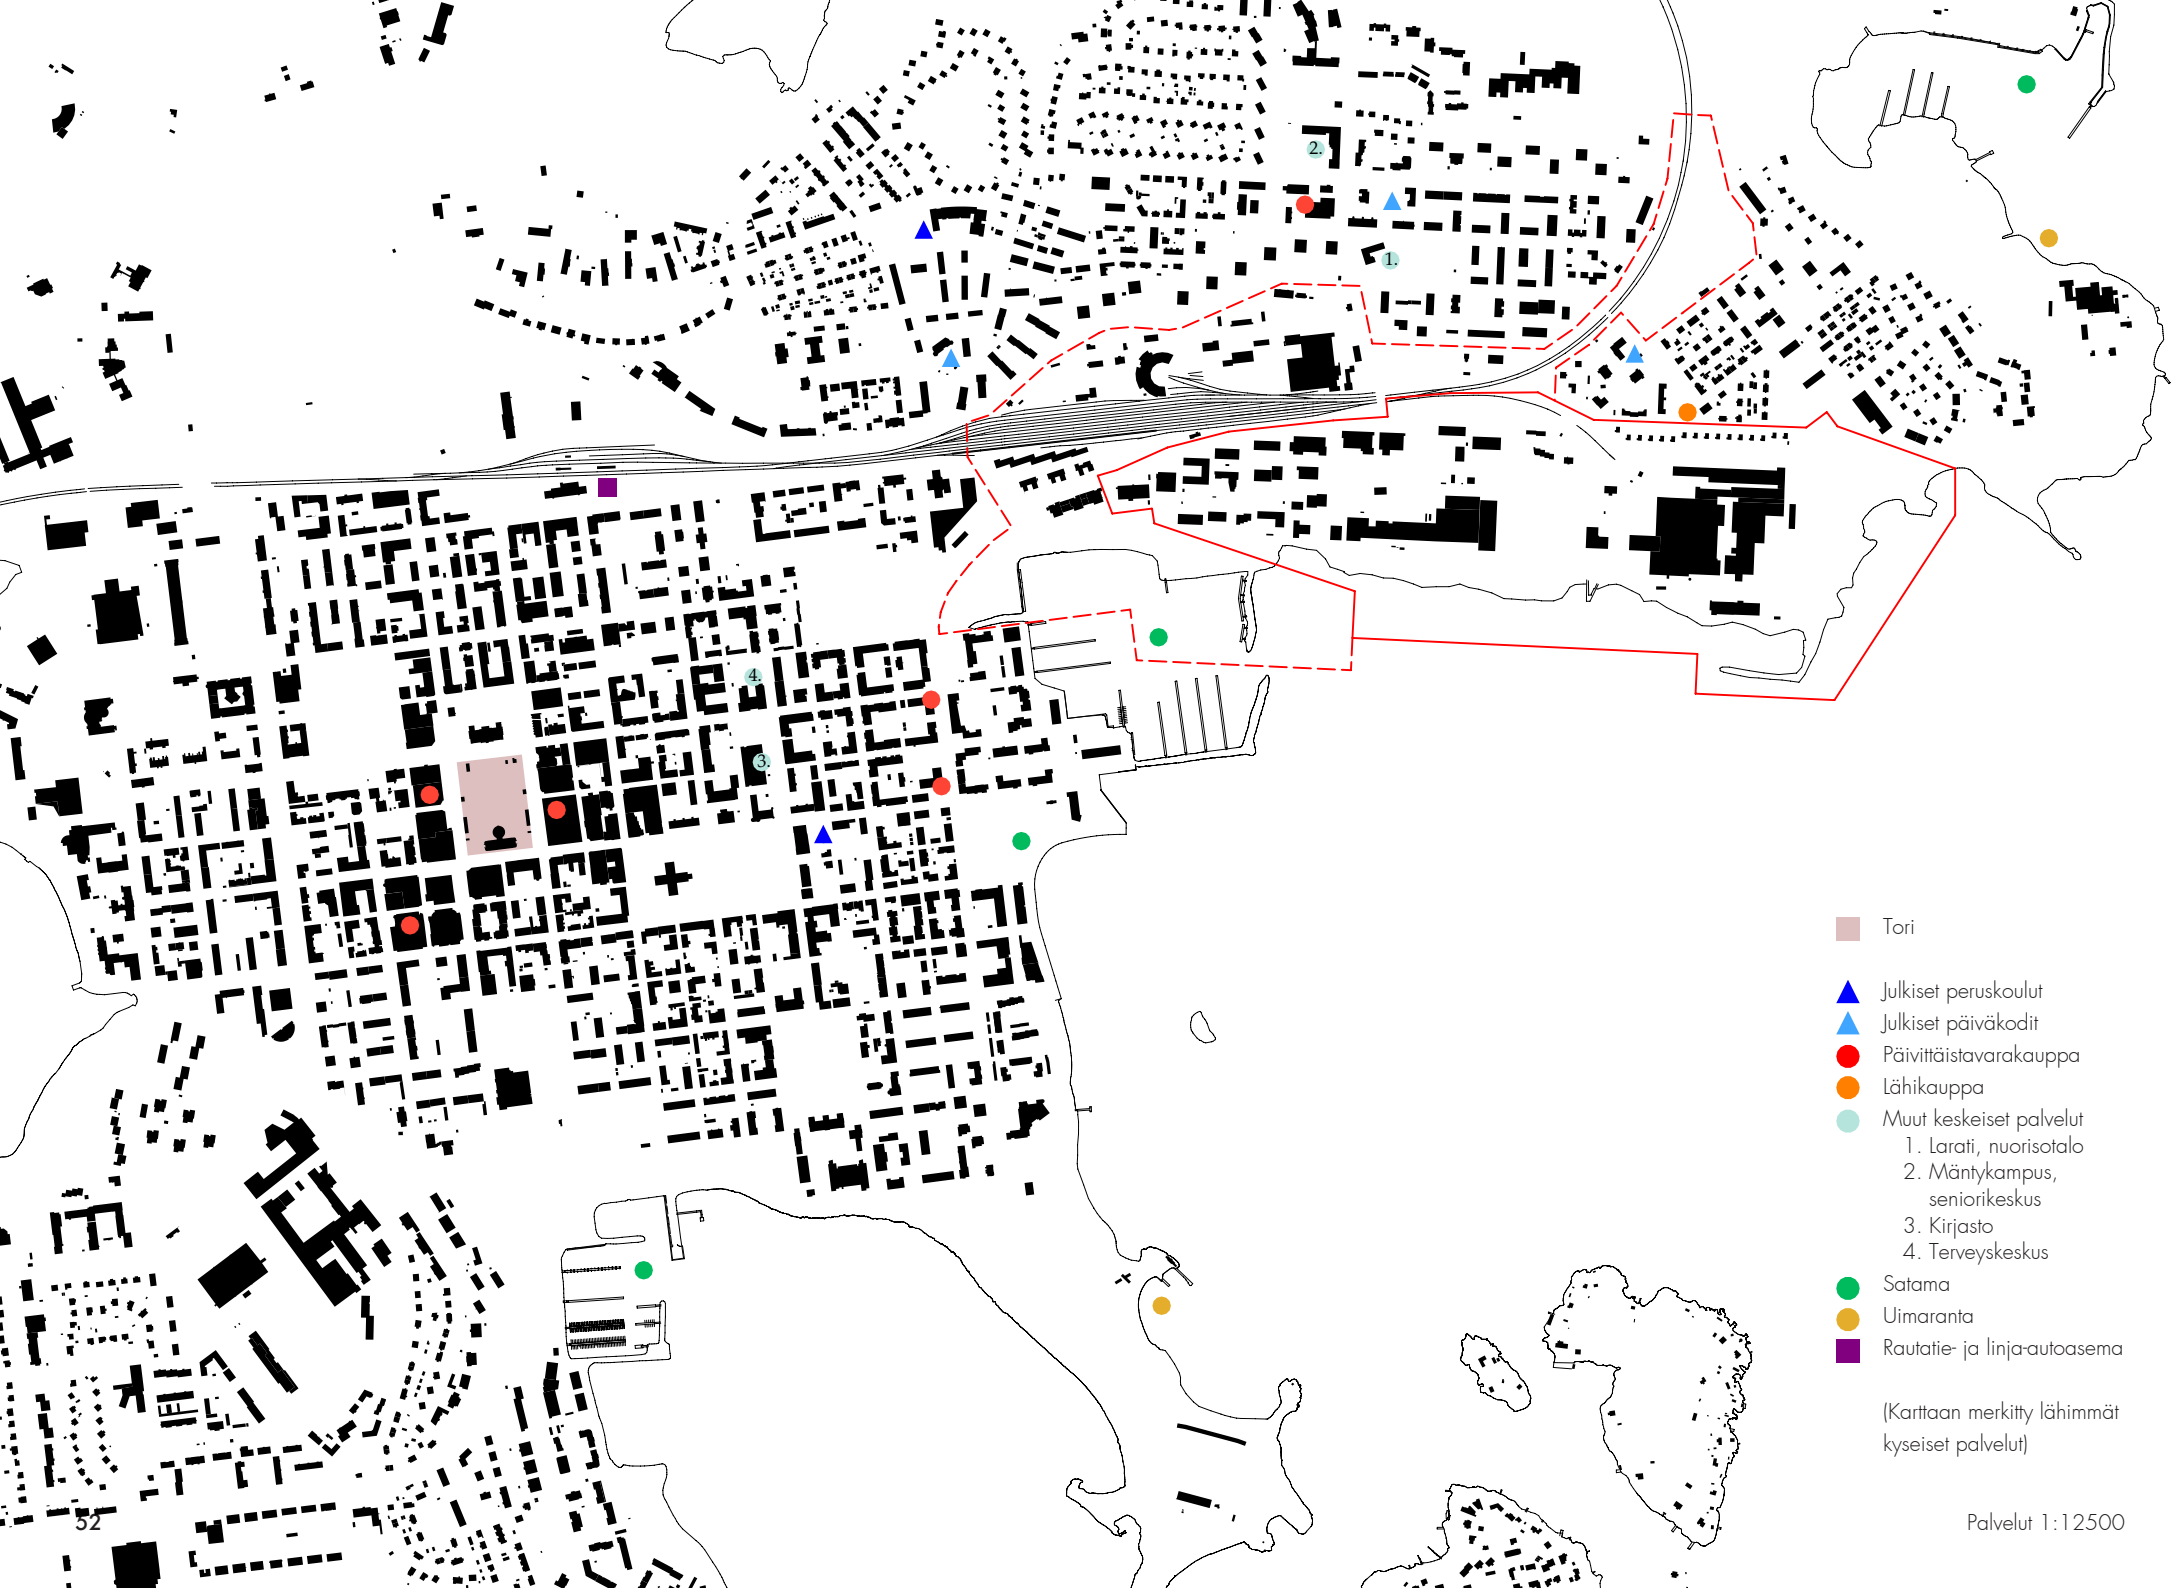 2.
1.
4.
3.
Tori
Julkiset peruskoulut
Julkiset päiväkodit
Päivittäistavarakauppa
Lähikauppa
Muut keskeiset palvelut
1. Larati, nuorisotalo
2. Mäntykampus,
seniorikeskus
3. Kirjasto
4. Terveyskeskus
Satama
Uimaranta
Rautatie- ja linja-autoasema
(Karttaan merkitty lähimmät
kyseiset palvelut)
52
Palvelut 1:12500